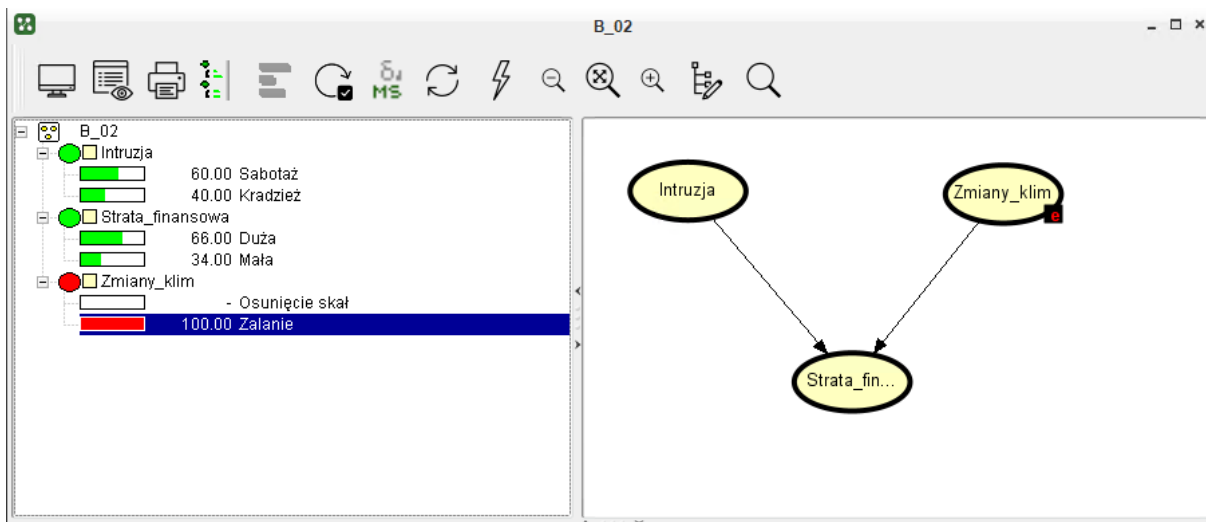 B_02
δ
MS
B_02
Intruzja
60.00 Sabotaż
40.00 Kradzież
Strata_finansowa
66.00 Duża
34.00 Mała
Zmiany_klim
- Osunięcie skał
100.00 Zalanie
Intruzja
Zmiany_klim
e
Strata_fin...